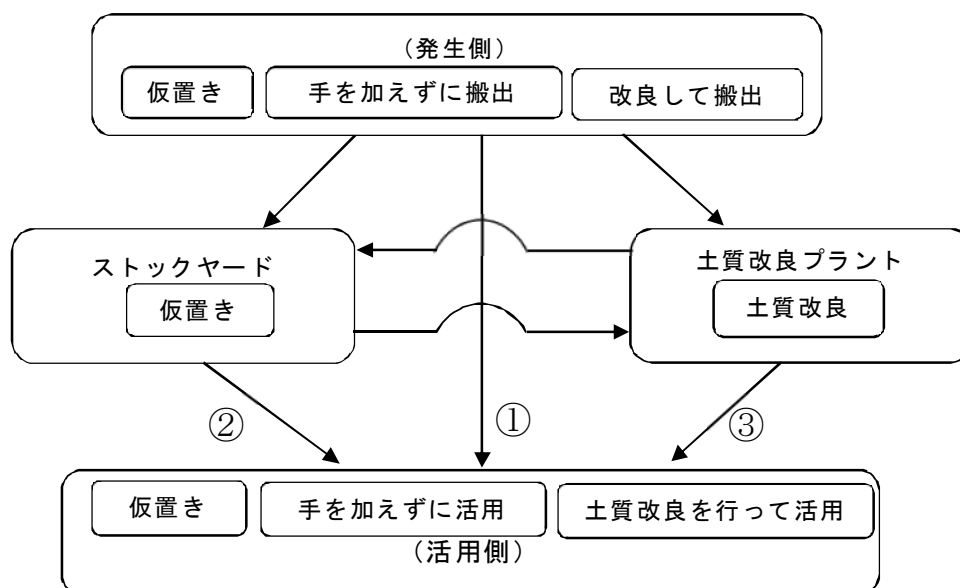 （発生側）
仮置き
手を加えずに搬出
改良して搬出
ストックヤード
仮置き
土質改良プラント
土質改良
②
①
③
仮置き
手を加えずに活用
土質改良を行って活用
（活用側）